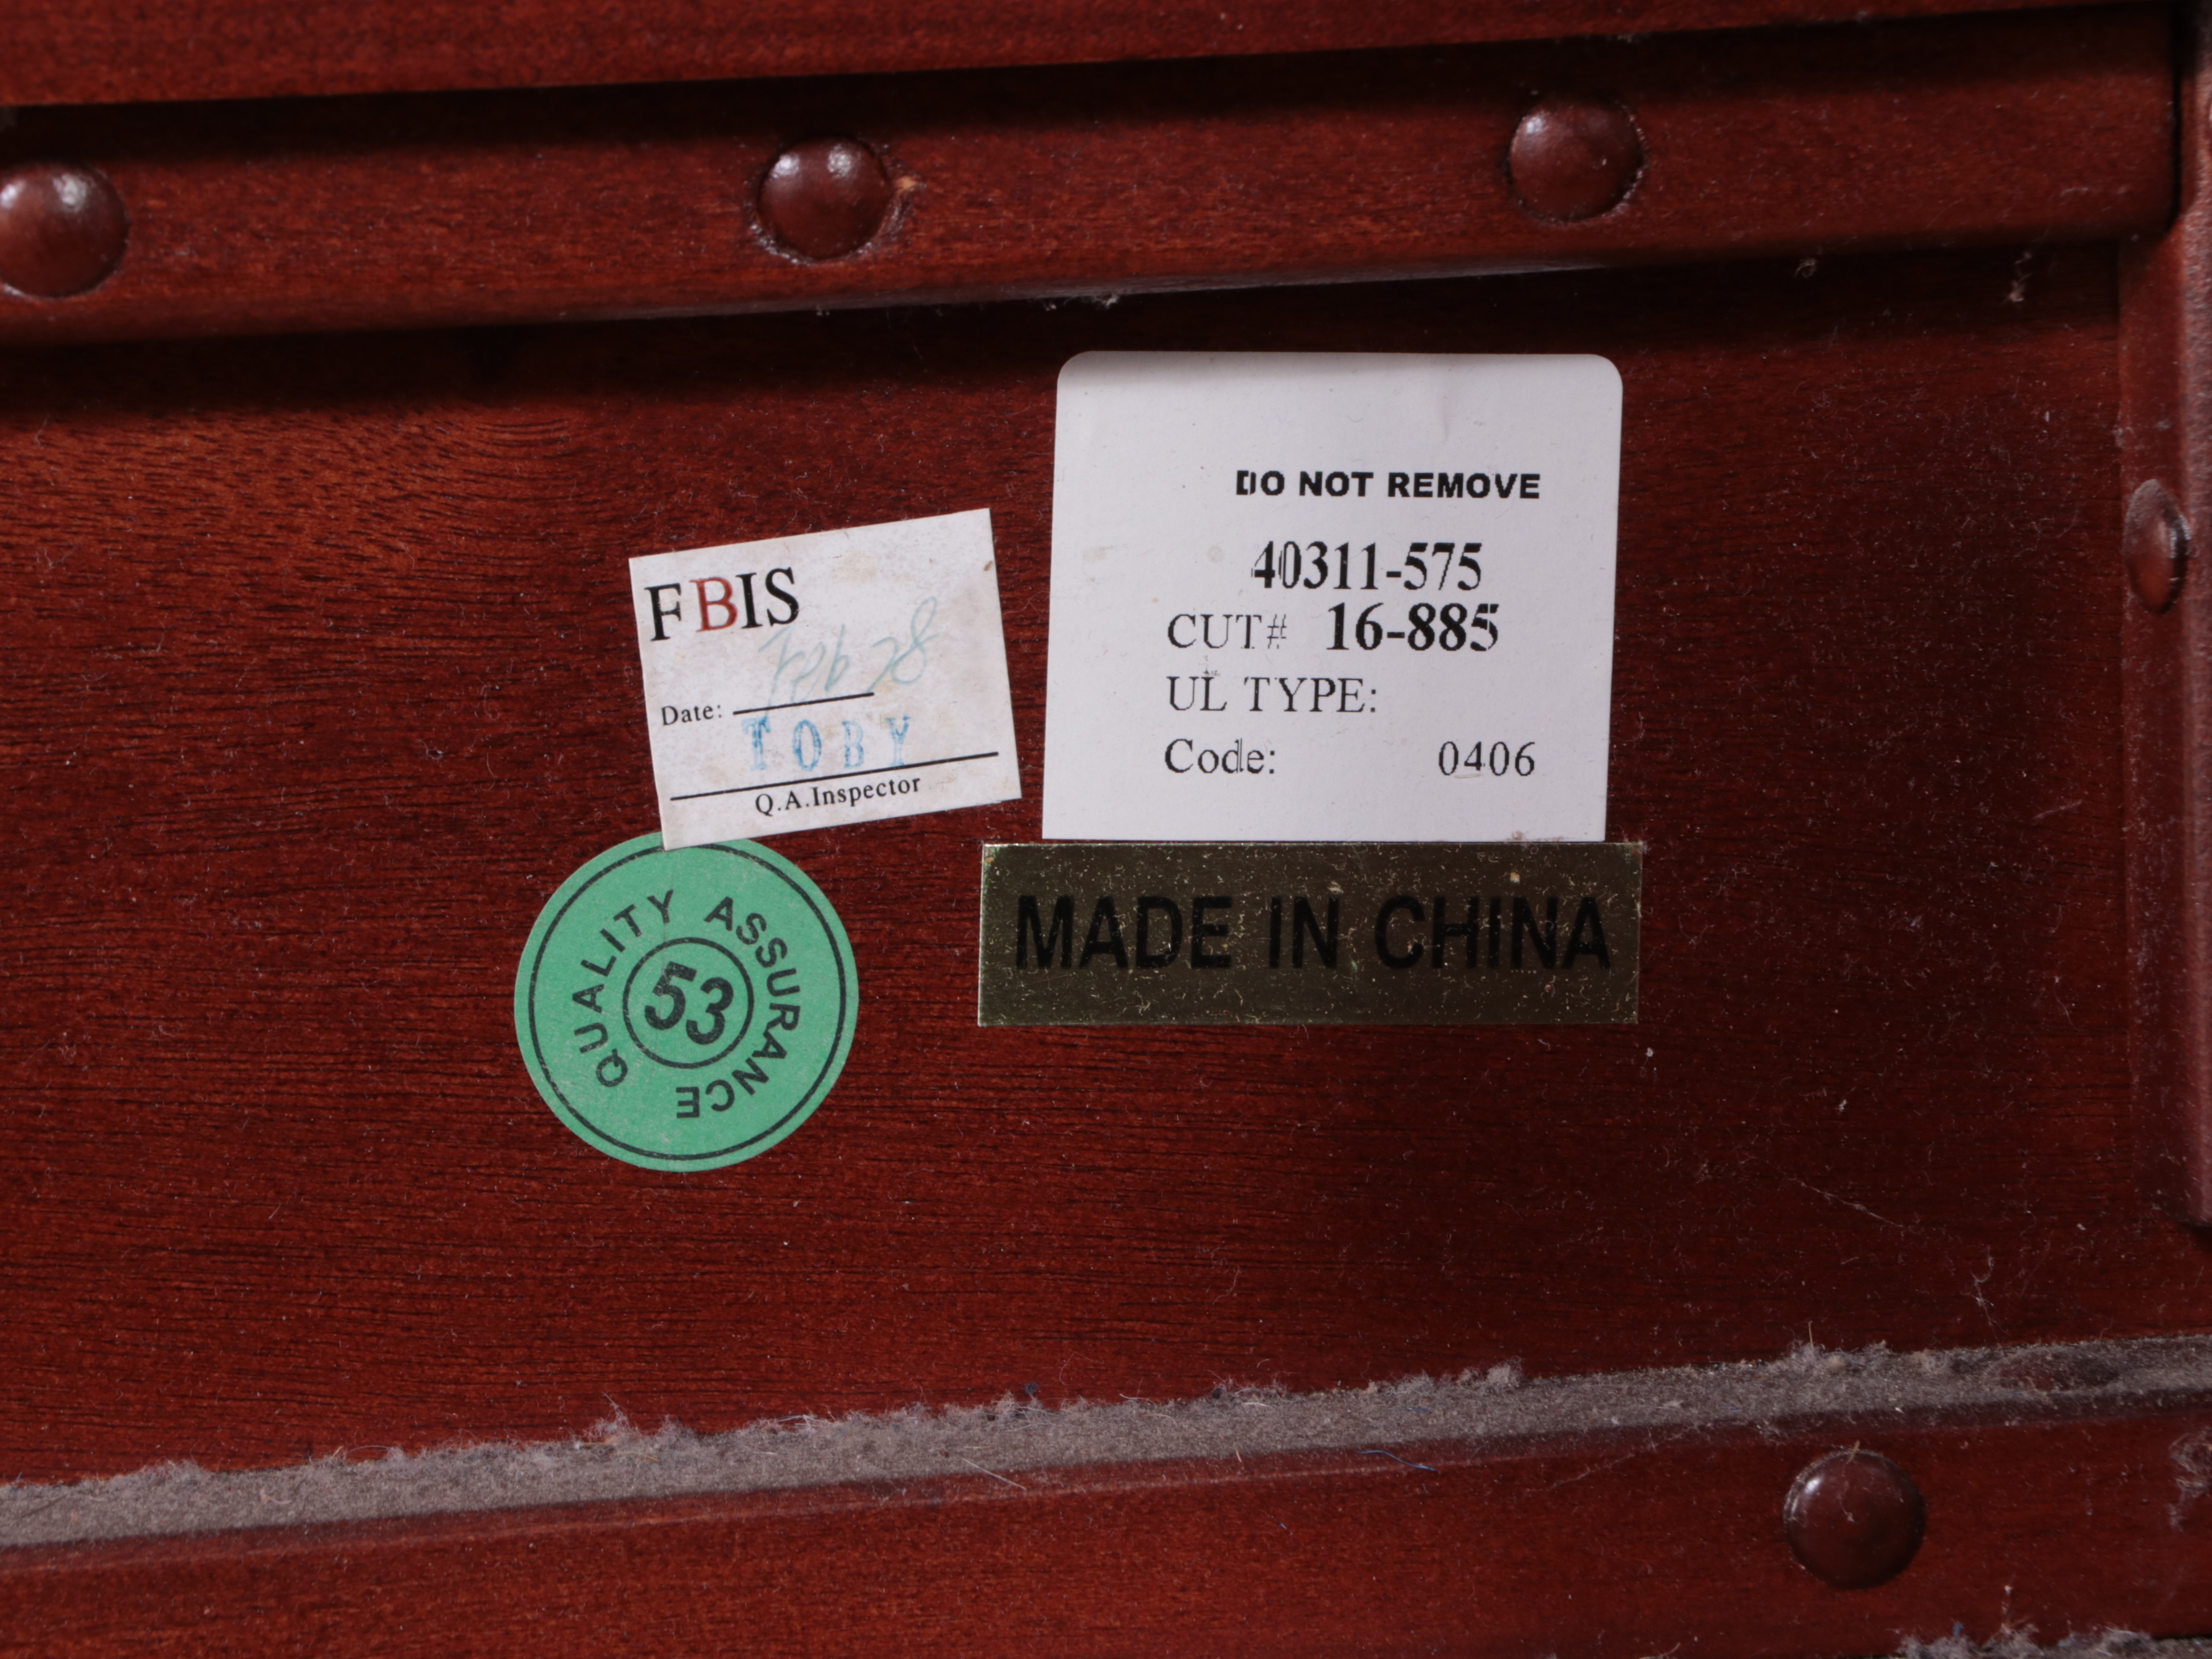 DO NOT REMOVE
40311-575
CUT# 16-885
UL TYPE:
Code: 0406
FBIS
Date:
TOBY
Q.A.Inspector
MADE IN CHINA
QUALITY ASSURANCE
53